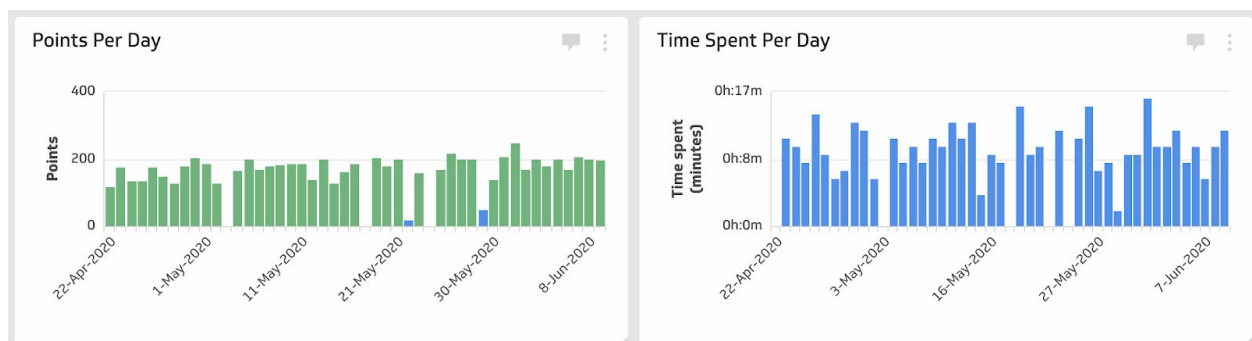 Points Per Day
400
200
0
Points
22-Apr-2020
1-May-2020
11-May-2020
21-May-2020
30-May-2020
8-Jun-2020
Time Spent Per Day
0h:17m
0h:8m
0h:0m
Time spent
(minutes)
22-Apr-2020
3-May-2020
16-May-2020
27-May-2020
7-Jun-2020